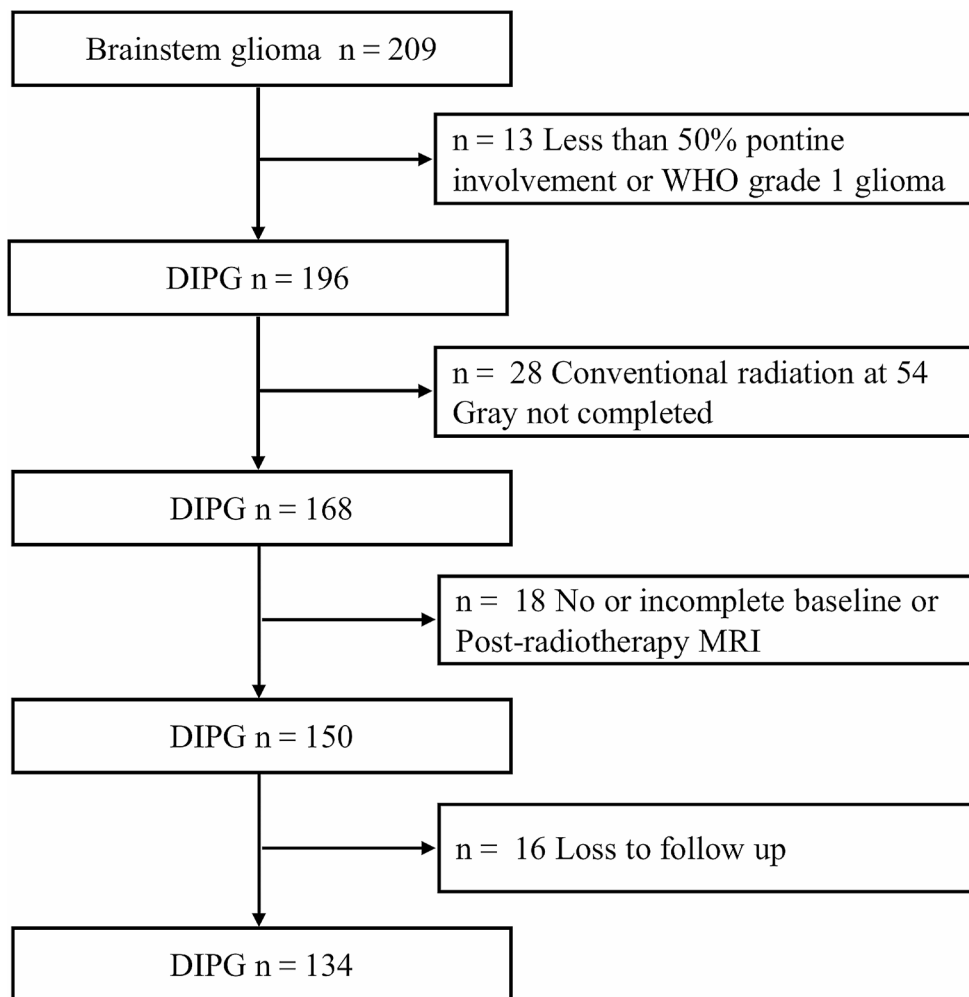 Brainstem glioma n = 209
n = 13 Less than 50% pontine
involvement or WHO grade 1 glioma
DIPG n = 196
n = 28 Conventional radiation at 54
Gray not completed
DIPG n = 168
n = 18 No or incomplete baseline or
Post-radiotherapy MRI
DIPG n = 150
n = 16 Loss to follow up
DIPG n = 134